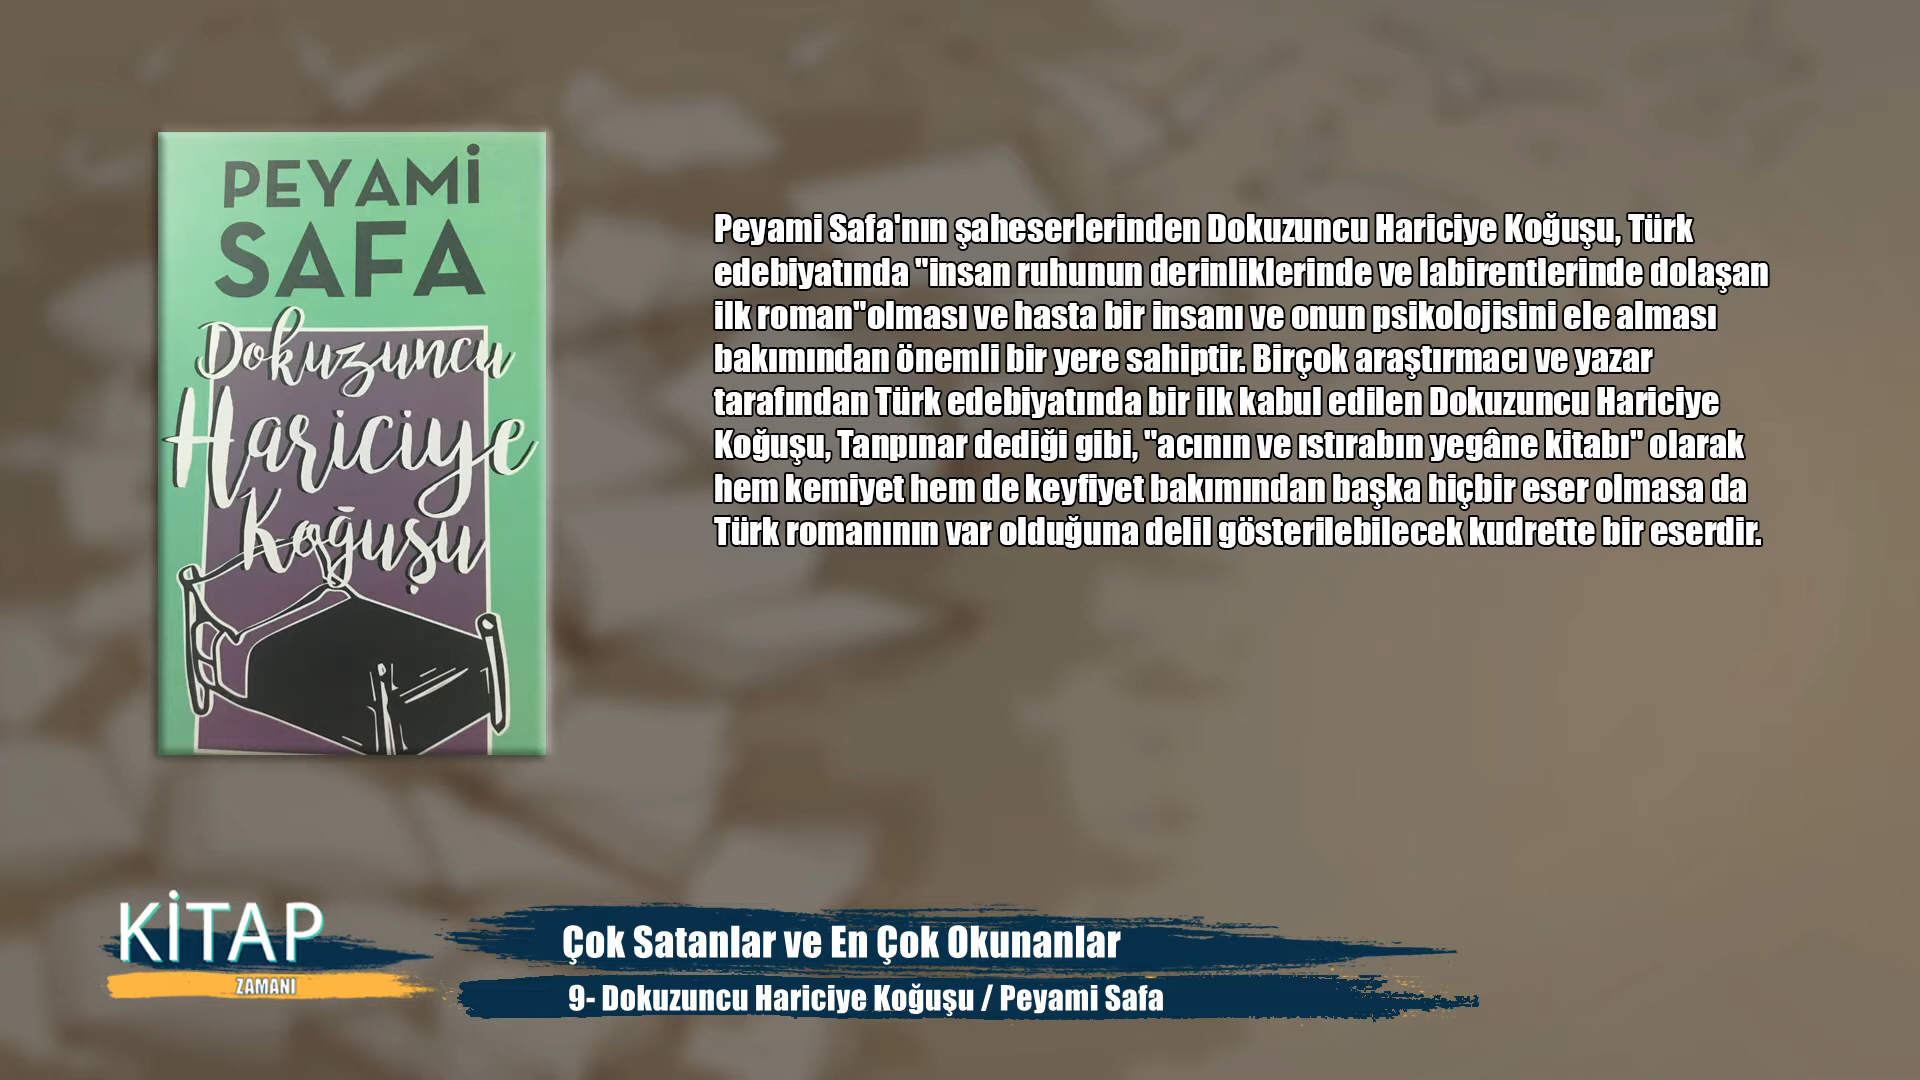 PEYAMİ
SAFA
Dokuzuncu
Hariciye
Koğuşu
Peyami Safa'nın şaheserlerinden Dokuzuncu Hariciye Koğuşu, Türk
edebiyatında "insan ruhunun derinliklerinde ve labirentlerinde dolaşan
ilk roman"olması ve hasta bir insanı ve onun psikolojisini ele alması
bakımından önemli bir yere sahiptir. Birçok araştırmacı ve yazar
tarafından Türk edebiyatında bir ilk kabul edilen Dokuzuncu Hariciye
Koğuşu, Tanpınar dediği gibi, "acının ve ıstırabın yegâne kitabı" olarak
hem kemiyet hem de keyfiyet bakımından başka hiçbir eser olmasa da
Türk romanının var olduğuna delil gösterilebilecek kudrette bir eserdir.
KİTAP
ZAMANI
Çok Satanlar ve En Çok Okunanlar
9- Dokuzuncu Hariciye Koğuşu / Peyami Safa